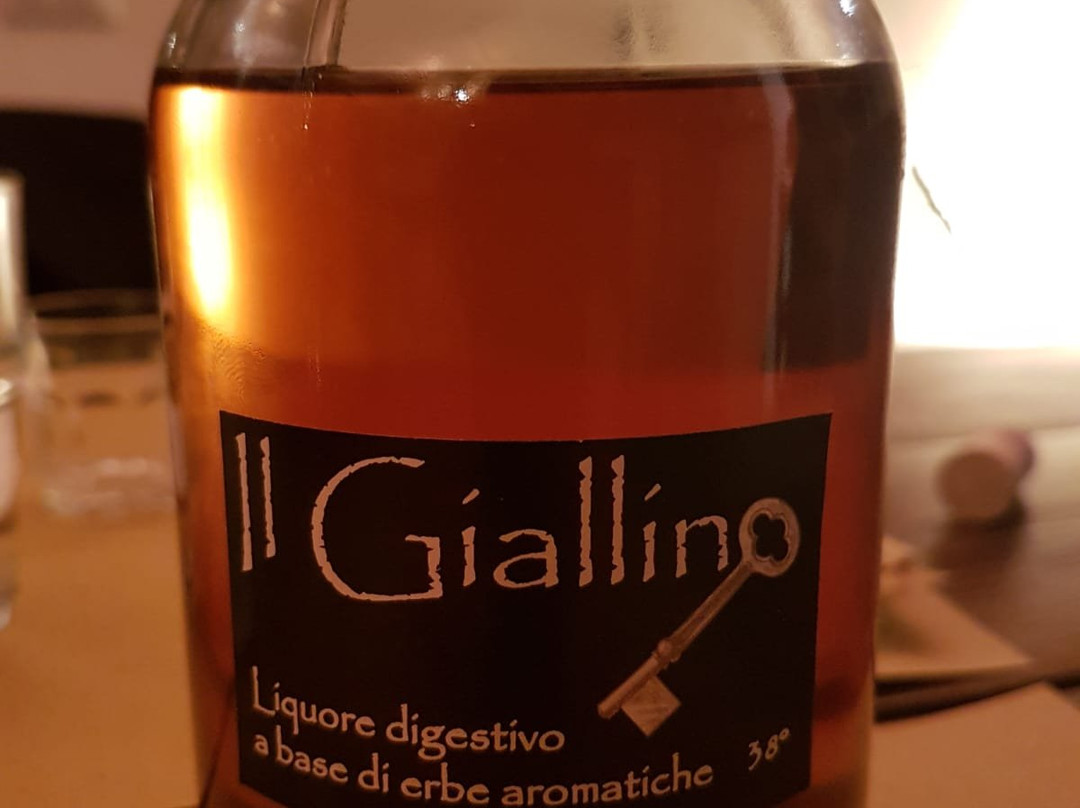 Il Giallino
Liquore digestivo
a base di erbe aromatiche 38°